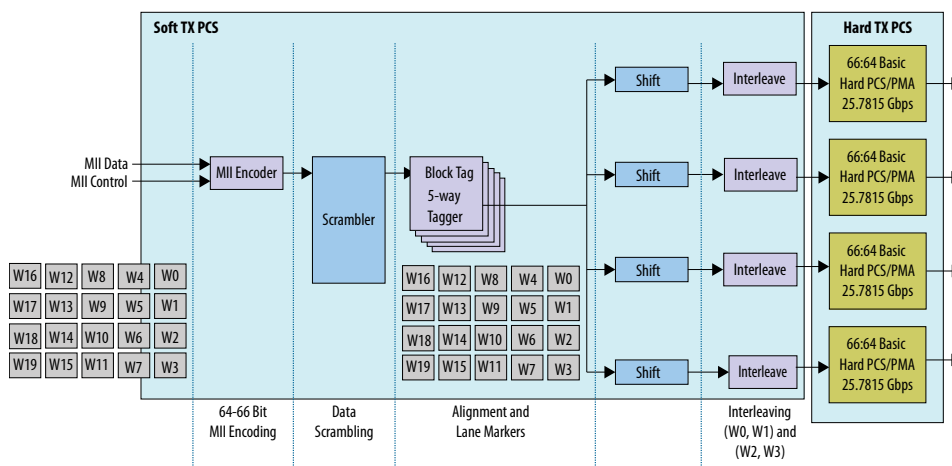 Soft TX PCS
Hard TX PCS
MII Data
MII Control
MII Encoder
Scrambler
Block Tag
5-way
Tagger
Shift
Interleave
66:64 Basic
Hard PCS/PMA
25.7815 Gbps
Shift
Interleave
66:64 Basic
Hard PCS/PMA
25.7815 Gbps
Shift
Interleave
66:64 Basic
Hard PCS/PMA
25.7815 Gbps
Shift
Interleave
66:64 Basic
Hard PCS/PMA
25.7815 Gbps
W16 W12 W8 W4 W0
W17 W13 W9 W5 W1
W18 W14 W10 W6 W2
W19 W15 W11 W7 W3
W16 W12 W8 W4 W0
W17 W13 W9 W5 W1
W18 W14 W10 W6 W2
W19 W15 W11 W7 W3
64-66 Bit
MII Encoding
Data
Scrambling
Alignment and
Lane Markers
Interleaving
(W0, W1) and
(W2, W3)